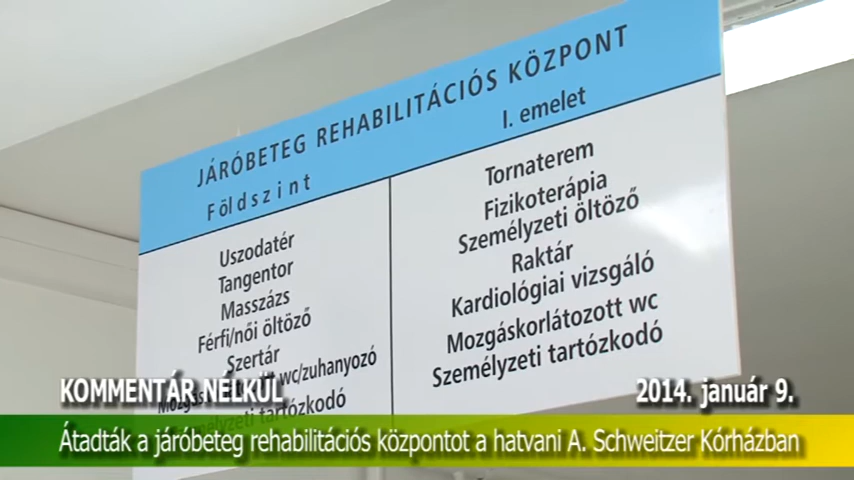 JÁRÓBETEG REHABILITÁCIÓS KÖZPONT
Földszint
Uszodatér
Tangentor
Masszázs
Férfi/női öltöző
Szertár
wc/zuhanyozó
tartózkodó
I. emelet
Tornaterem
Fizikoterápia
Személyzeti öltöző
Raktár
Kardiológiai vizsgáló
Mozgáskorlátozott wc
Személyzeti tartózkodó
KOMMENTÁR NÉLKÜL
2014. január 9.
Átadták a járóbeteg rehabilitációs központot a hatvani A. Schweitzer Kórházban